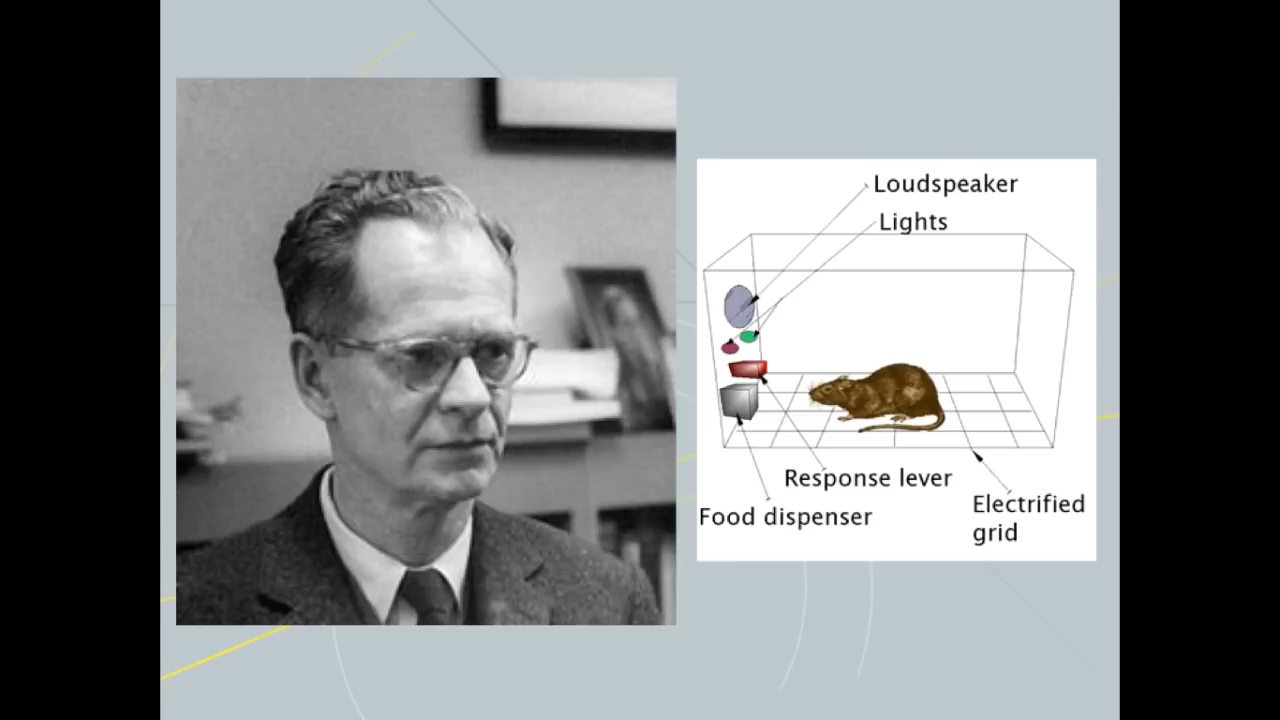 Loudspeaker
Lights
Response lever
Food dispenser
Electrified
grid